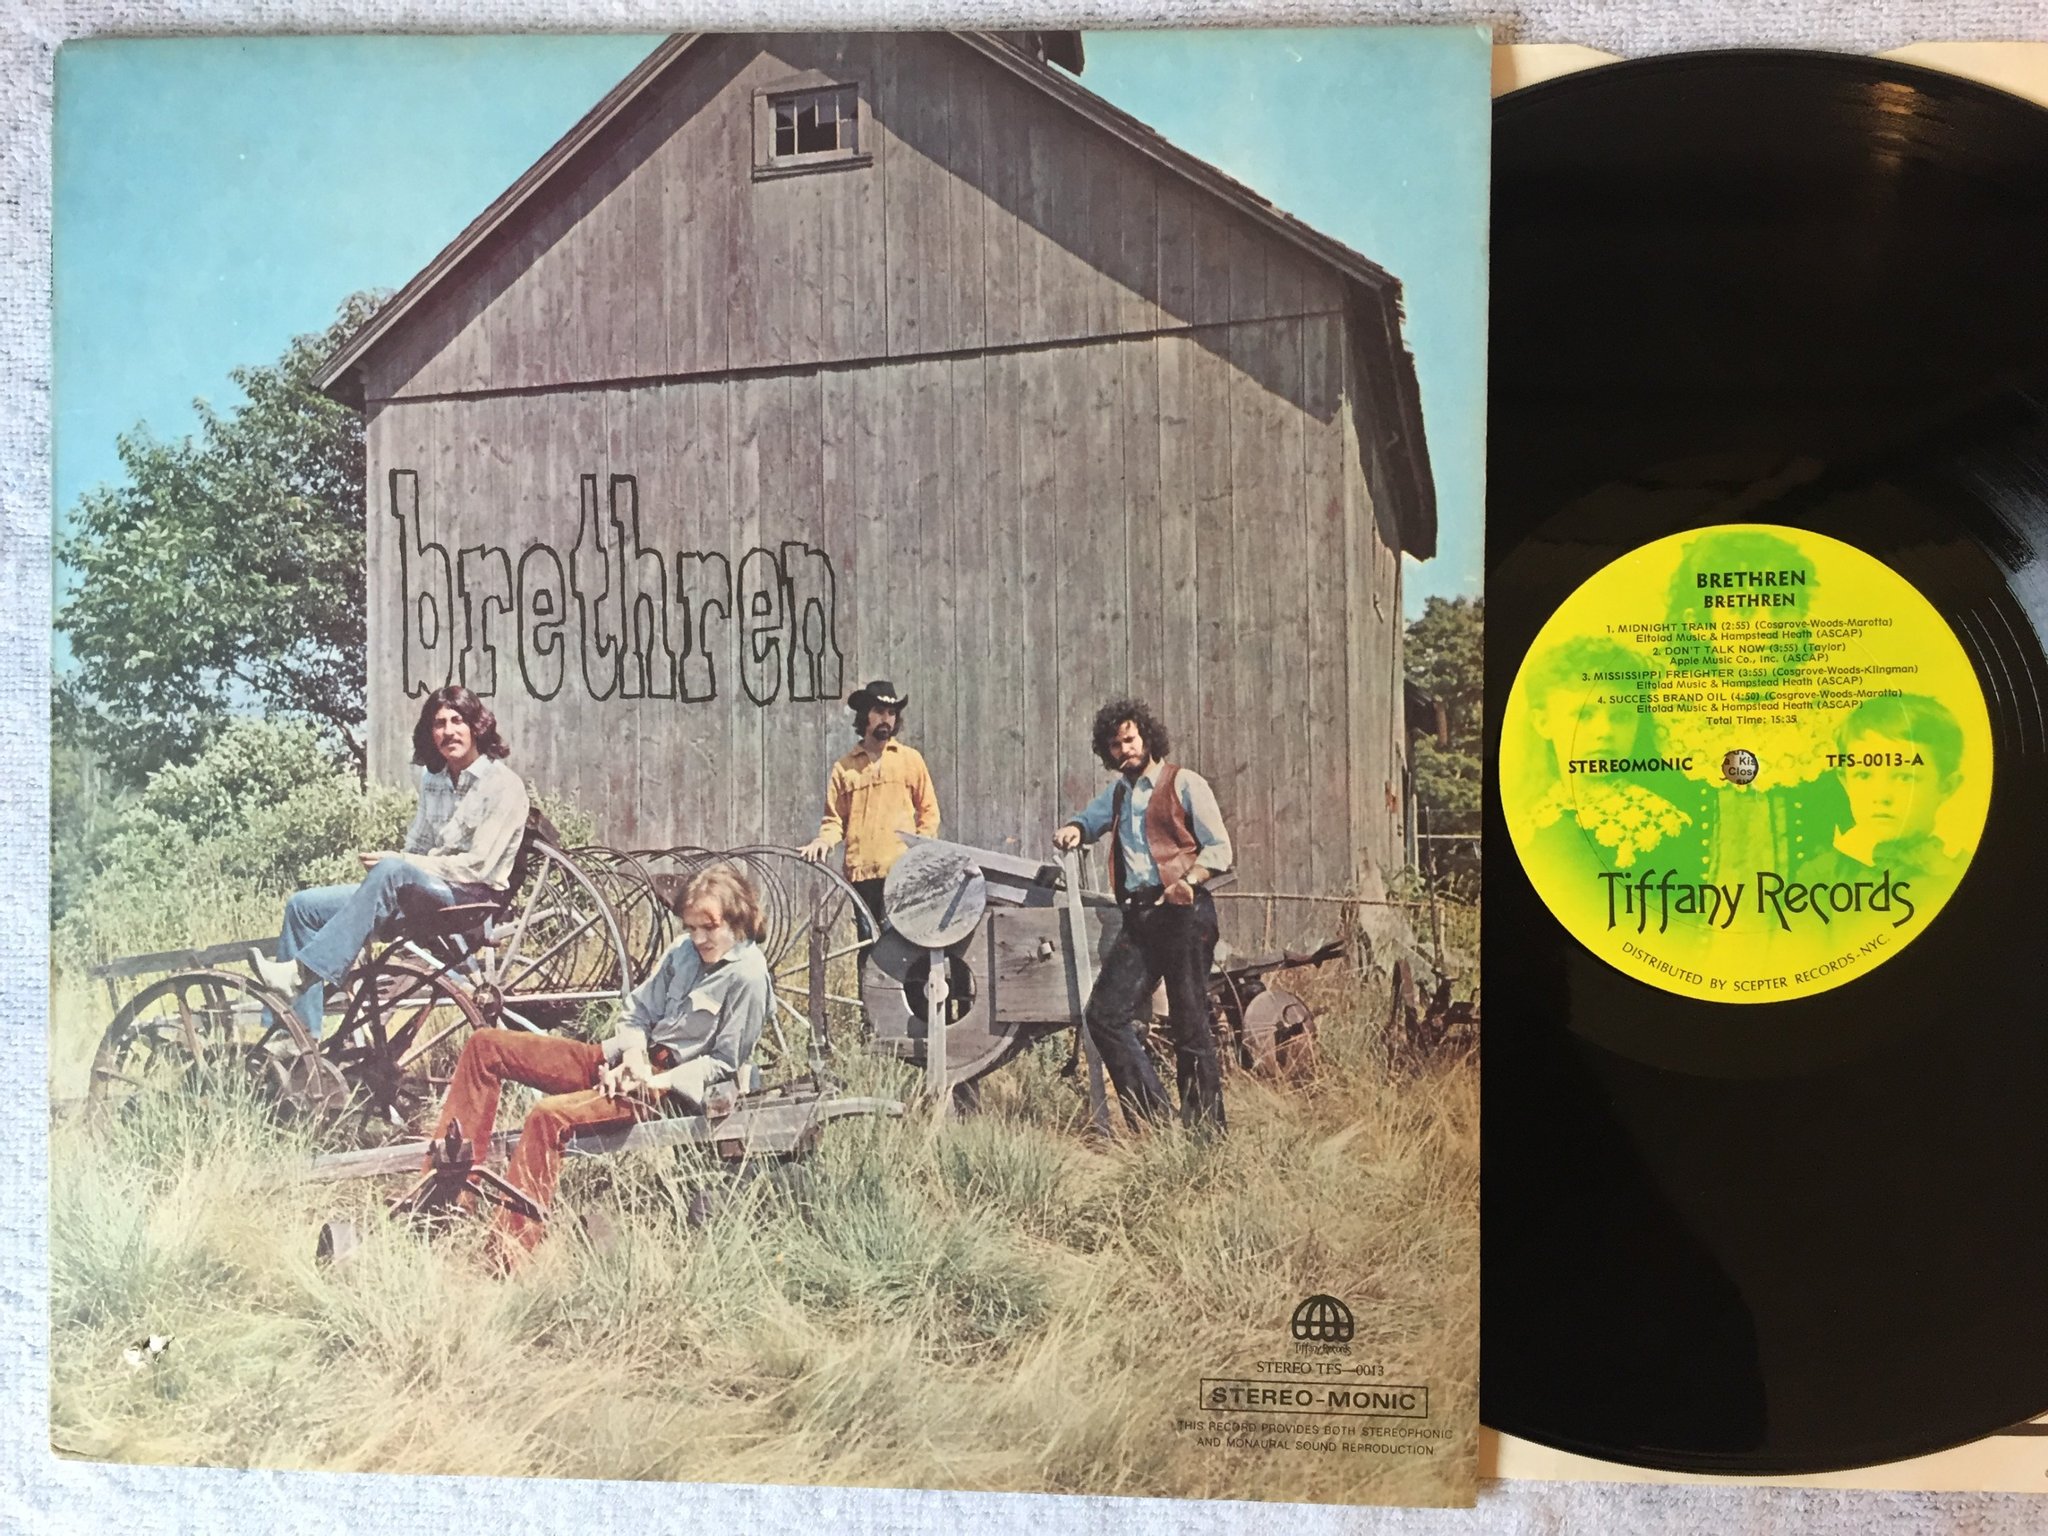 brethren
Tiffany Records
STEREO TFS—0013
STEREO-MONIC
THIS RECORD PROVIDES BOTH STEREOPHONIC
AND MONAURAL SOUND REPRODUCTION
BRETHREN
BRETHREN
1. MIDNIGHT TRAIN (2:55) (Cosgrove-Woods-Marotta)
Eltolad Music & Hampstead Heath (ASCAP)
2. DON'T TALK NOW (3:55) (Taylor)
Apple Music Co., Inc. (ASCAP)
3. MISSISSIPPI FREIGHTER (3:55) (Cosgrove-Woods-Klingman)
Eltolad Music & Hampstead Heath (ASCAP)
4. SUCCESS BRAND OIL (4:50) (Cosgrove-Woods-Marotta)
Eltolad Music & Hampstead Heath (ASCAP)
Total Time: 15:35
STEREOMONIC
TFS-0013-A
Kis
Close
Tiffany Records
DISTRIBUTED BY SCEPTER RECORDS-NYC.